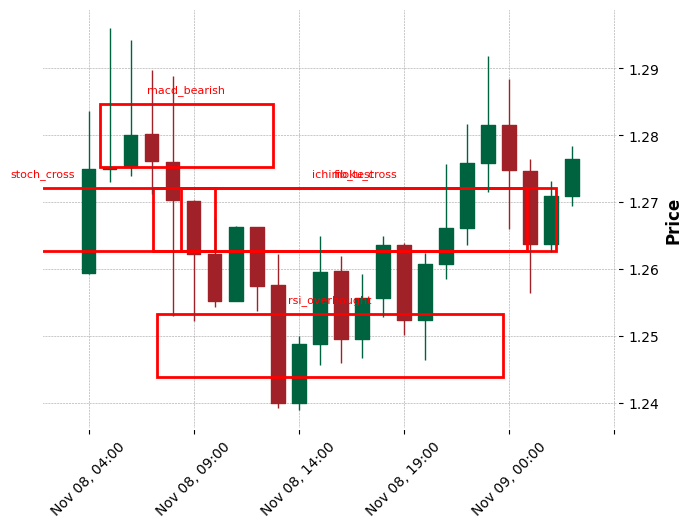 macd_bearish
stoch_cross
rsi_overbought
1.29
1.28
1.27
1.26
1.25
1.24
Price
Nov 08, 04:00
Nov 08, 09:00
Nov 08, 14:00
Nov 08, 19:00
Nov 09, 00:00